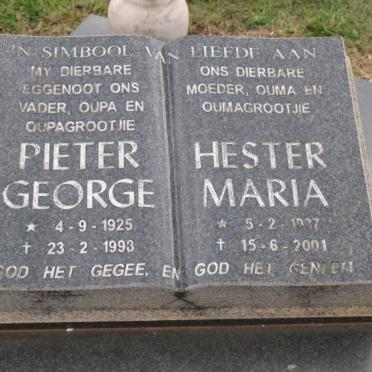 'N SIMBOOL VAN LIEFDE AAN
MY DIERBARE
EGGENOOT ONS
VADER, OUPA EN
OUPAGROOTJIE
PIETER
GEORGE
* 4-9-1925
† 23-2-1993
ONS DIERBARE
MOEDER, OUMA EN
OUMAGROOTJIE
HESTER
MARIA
* 5-2-1927
† 15-6-2001
GOD HET GEGEE, EN GOD HET GENEEM